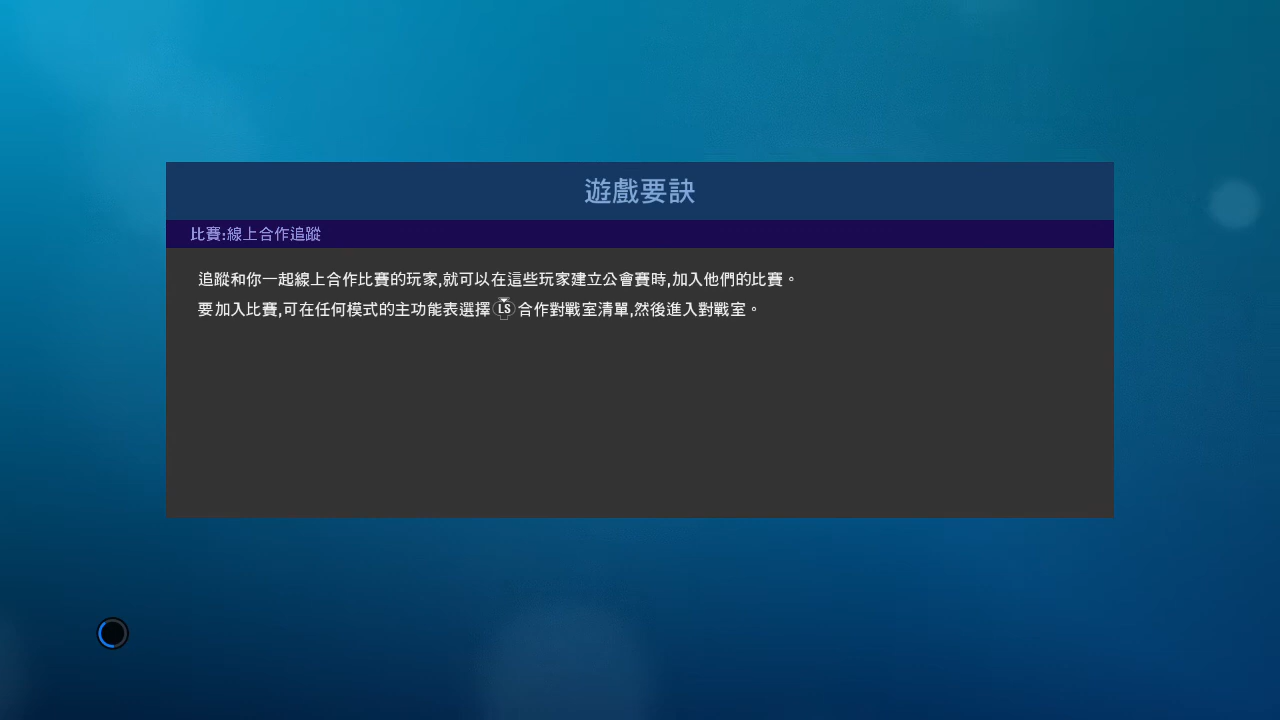 遊戲要訣
比賽:線上合作追蹤
追蹤和你一起線上合作比賽的玩家,就可以在這些玩家建立公會賽時,加入他們的比賽。
要加入比賽,可在任何模式的主功能表選擇LS合作對戰室清單,然後進入對戰室。